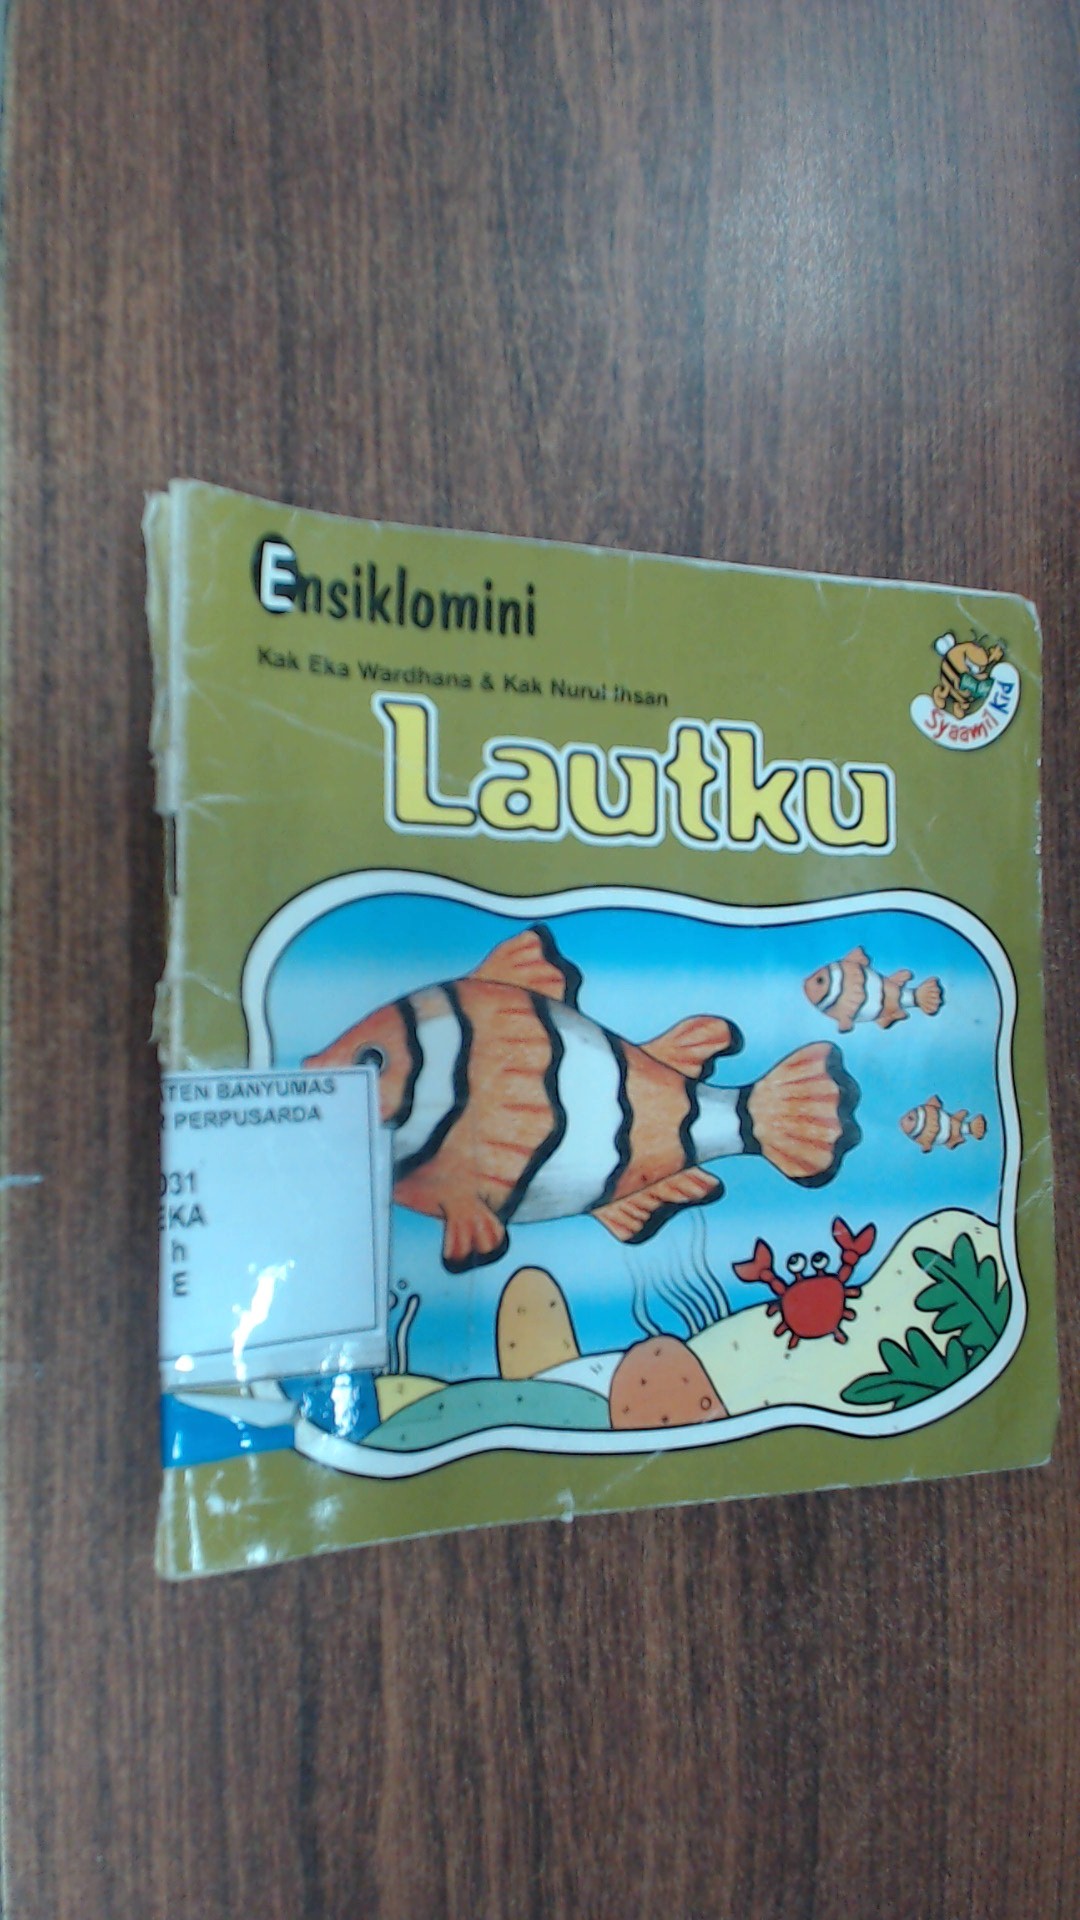 Ensiklomini
Kak Eka Wardhana & Kak Nurul Ihsan
Syaamil Kid
Lautku
TEN BANYUMAS
PERPUSARDA
031
EKA
h
E